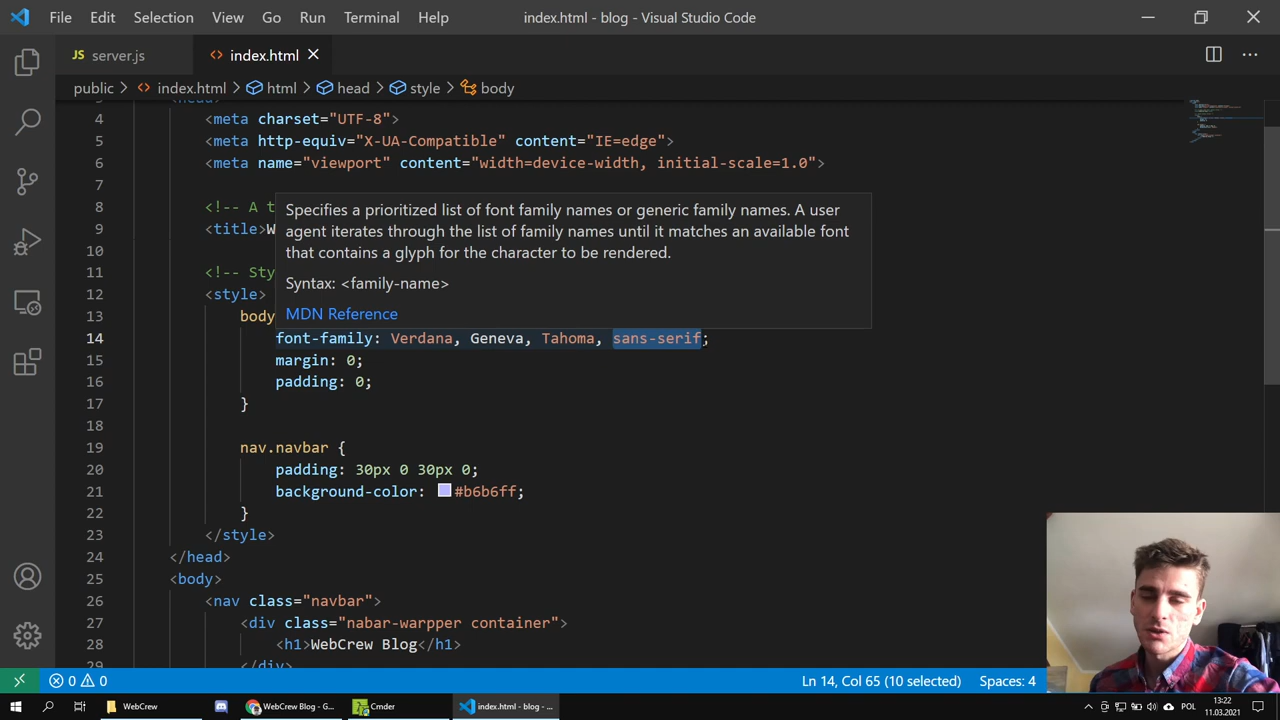 File Edit Selection View Go Run Terminal Help index.html - blog - Visual Studio Code
JS server.js <> index.html
public > <> index.html > html > head > style > body
3 <head>
4 <meta charset="UTF-8">
5 <meta http-equiv="X-UA-Compatible" content="IE=edge">
6 <meta name="viewport" content="width=device-width, initial-scale=1.0">
7
8 <!-- A t
9 <title>W
10
11 <!-- Sty
12 <style>
13 body
Specifies a prioritized list of font family names or generic family names. A user
agent iterates through the list of family names until it matches an available font
that contains a glyph for the character to be rendered.
Syntax: <family-name>
MDN Reference
14 font-family: Verdana, Geneva, Tahoma, sans-serif;
15 margin: 0;
16 padding: 0;
17 }
18
19 nav.navbar {
20 padding: 30px 0 30px 0;
21 background-color: #b6b6ff;
22 }
23 </style>
24 </head>
25 <body>
26 <nav class="navbar">
27 <div class="nabar-warpper container">
28 <h1>WebCrew Blog</h1>
29 </div>
0 0 Ln 14, Col 65 (10 selected) Spaces: 4
WebCrew WebCrew Blog - G... Cmder index.html - blog - ... POL 13:22
11.03.2021